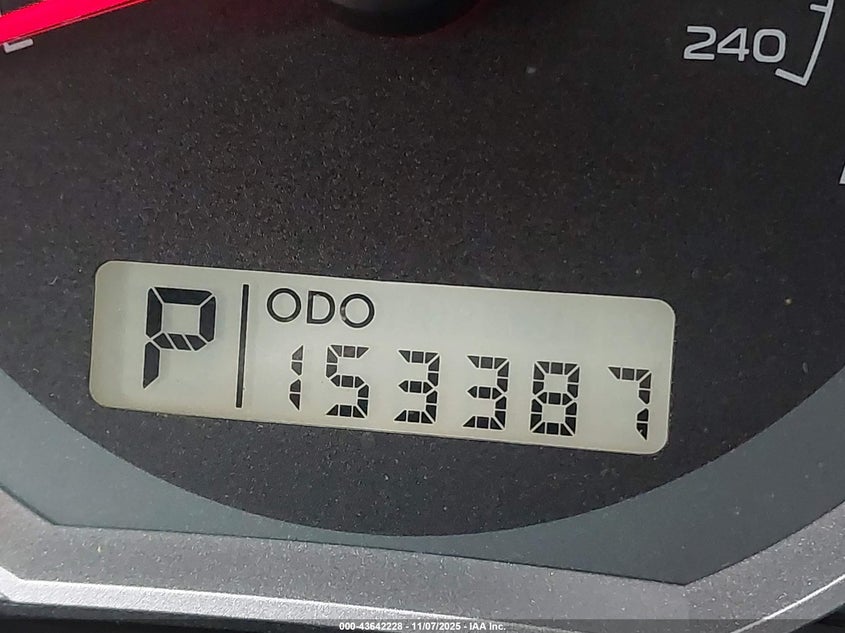 240
P ODO
153387
000-43642228 - 11/07/2025 - IAA Inc.